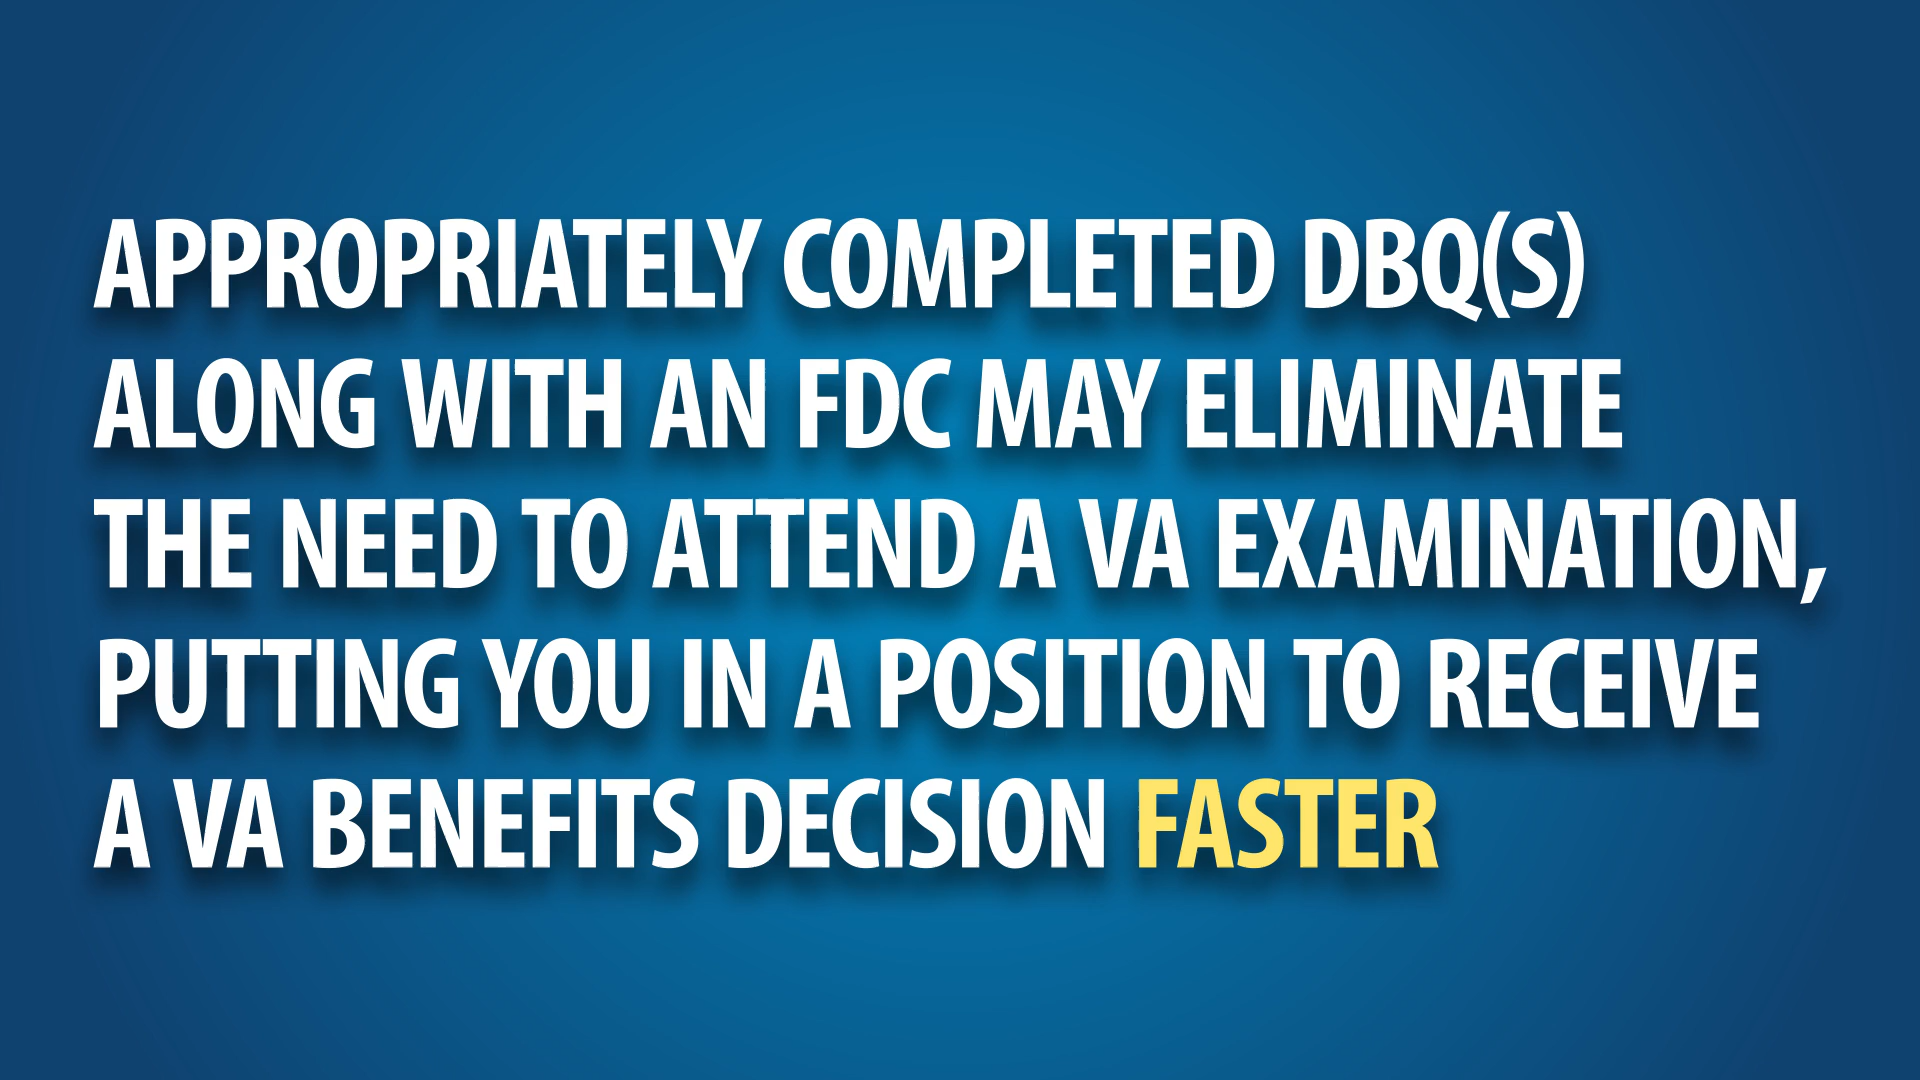 APPROPRIATELY COMPLETED DBQ(S)
ALONG WITH AN FDC MAY ELIMINATE
THE NEED TO ATTEND A VA EXAMINATION,
PUTTING YOU IN A POSITION TO RECEIVE
A VA BENEFITS DECISION FASTER